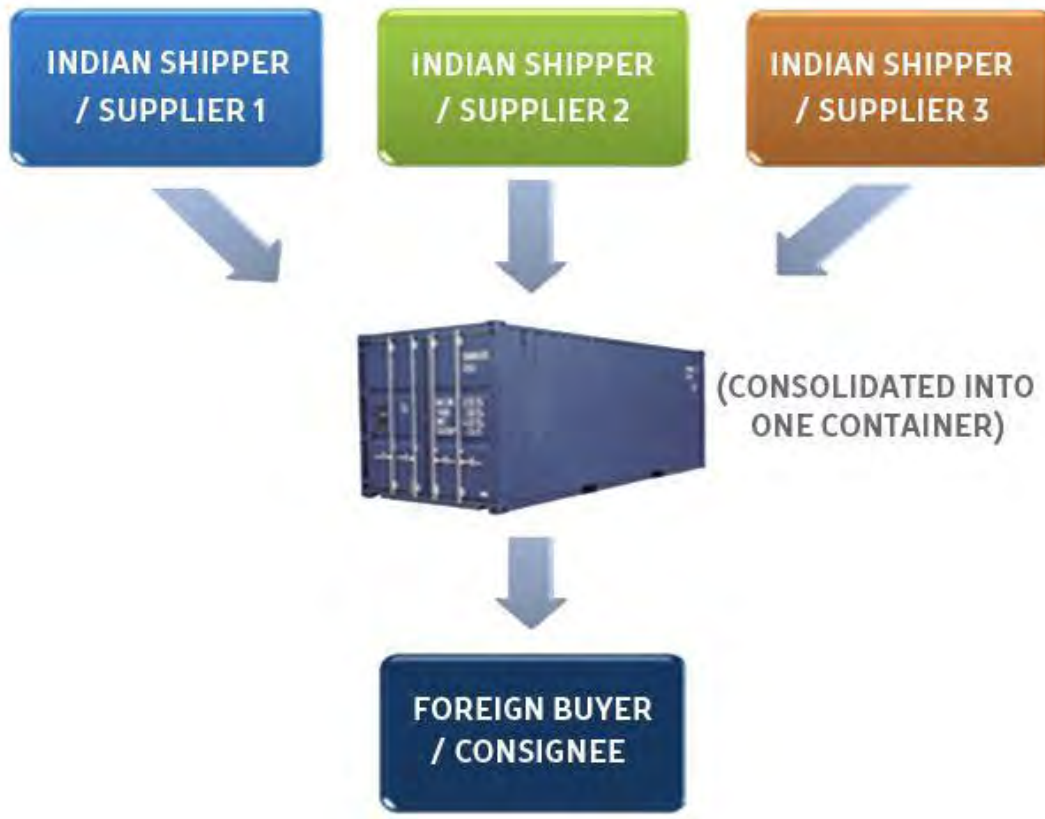 INDIAN SHIPPER
/ SUPPLIER 1
INDIAN SHIPPER
/ SUPPLIER 2
INDIAN SHIPPER
/ SUPPLIER 3
(CONSOLIDATED INTO
ONE CONTAINER)
FOREIGN BUYER
/ CONSIGNEE